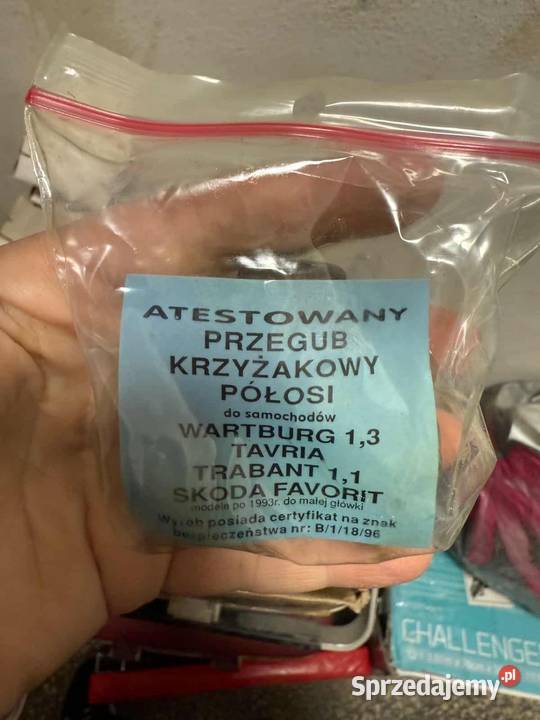 ATESTOWANY
PRZEGUB
KRZYŻAKOWY
PÓŁOSI
do samochodów
WARTBURG 1,3
TAVRIA
TRABANT 1,1
SKODA FAVORIT
modele po 1993r. do małej główki
Wyrób posiada certyfikat na znak
bezpieczeństwa nr: B/1/18/96
CHALLENGE
Sprzedajemy.pl